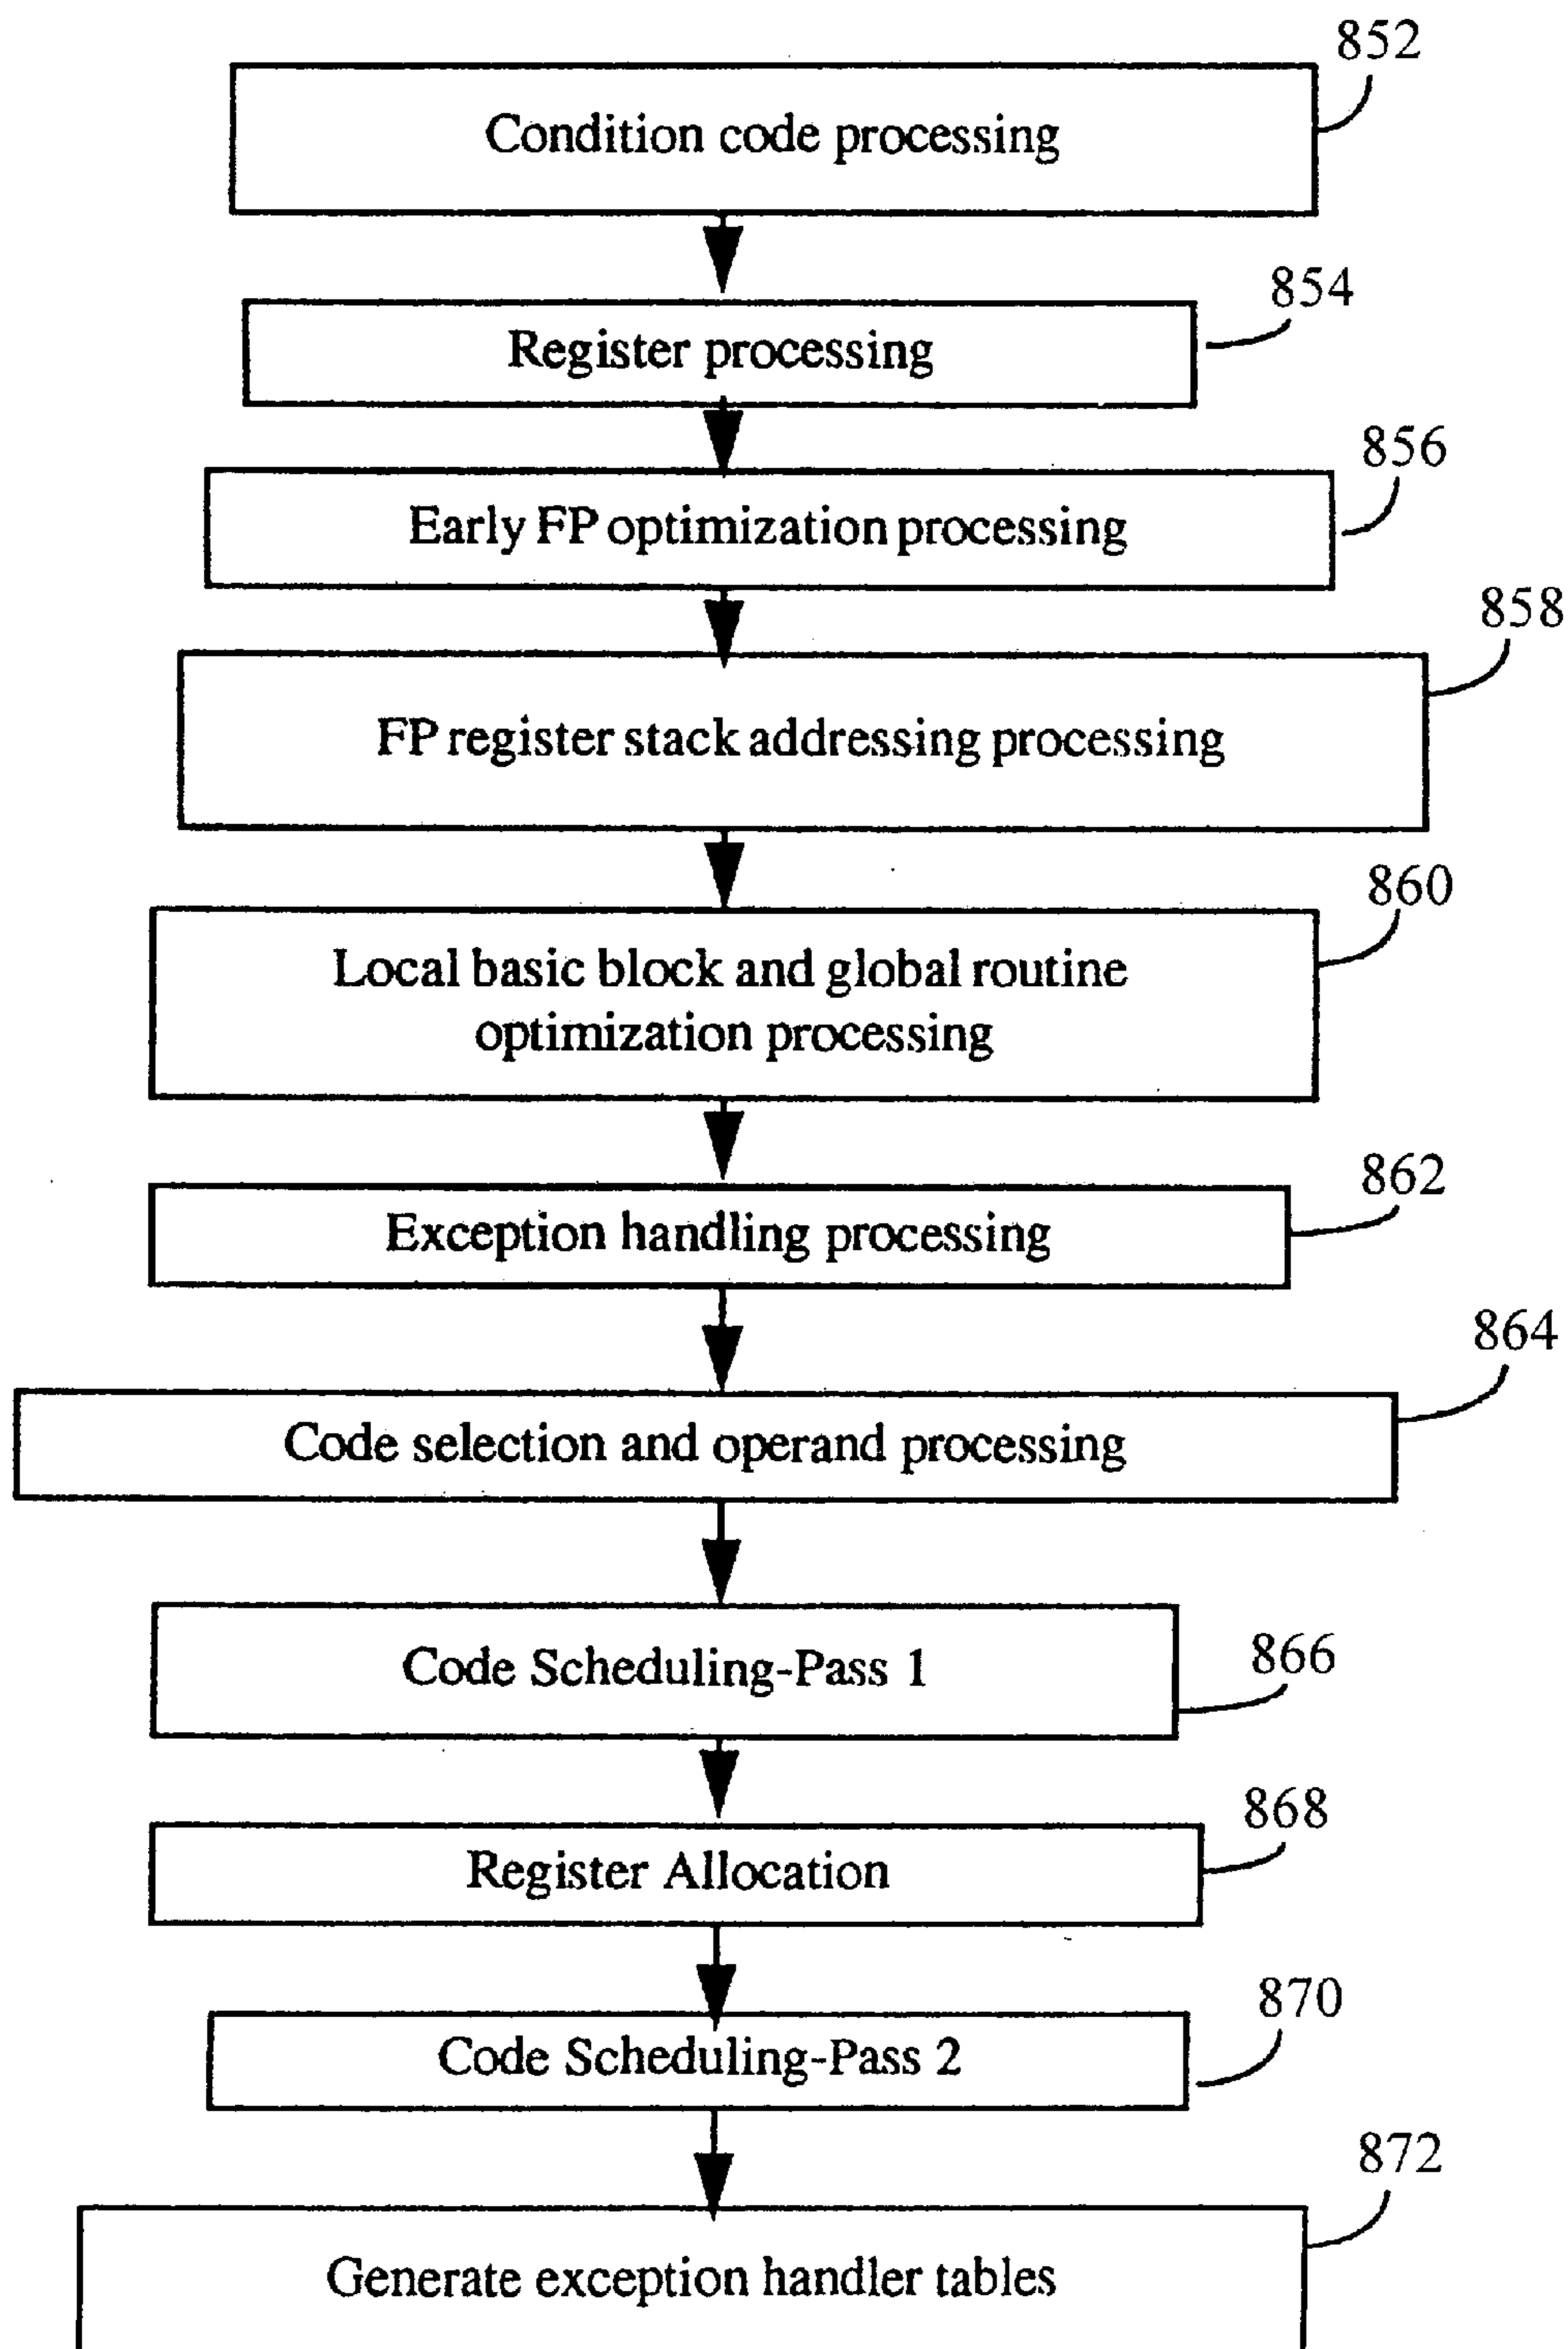 852
Condition code processing
854
Register processing
856
Early FP optimization processing
858
FP register stack addressing processing
860
Local basic block and global routine
optimization processing
862
Exception handling processing
864
Code selection and operand processing
866
Code Scheduling-Pass 1
868
Register Allocation
870
Code Scheduling-Pass 2
872
Generate exception handler tables